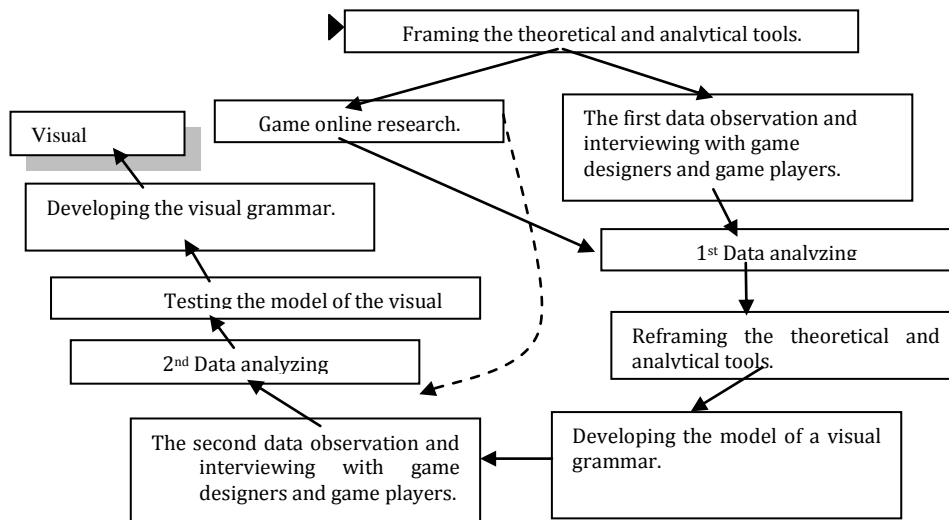 Framing the theoretical and analytical tools.
Game online research.
The first data observation and
interviewing with game
designers and game players.
Visual
Developing the visual grammar.
1st Data analyzing
Testing the model of the visual
Reframing the theoretical and
analytical tools.
2nd Data analyzing
Developing the model of a visual
grammar.
The second data observation and
interviewing with game
designers and game players.